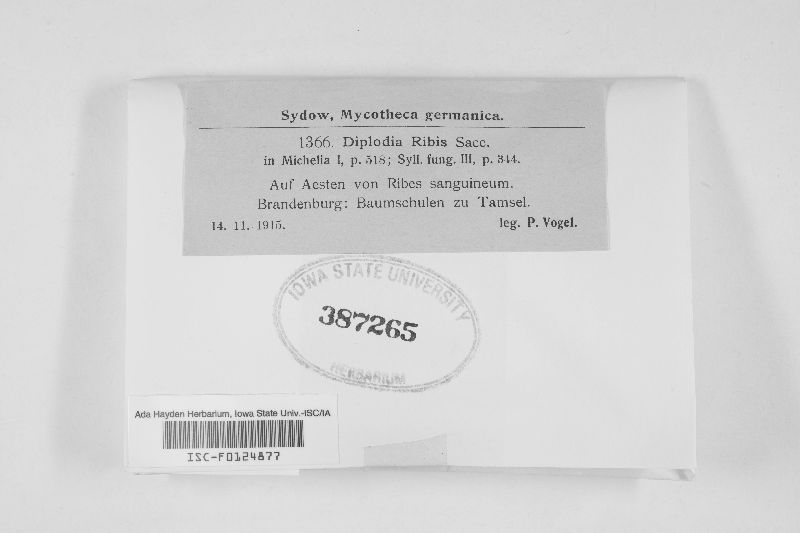 Sydow, Mycotheca germanica.
1366. Diplodia Ribis Sacc.
in Michelia I, p. 518; Syll. fung. III, p. 344.
Auf Aesten von Ribes sanguineum.
Brandenburg: Baumschulen zu Tamsel.
14. 11. 1915. leg. P. Vogel.
IOWA STATE UNIVERSITY
387265
HERBARIUM
Ada Hayden Herbarium, Iowa State Univ.-ISC/IA
ISC-F0124877